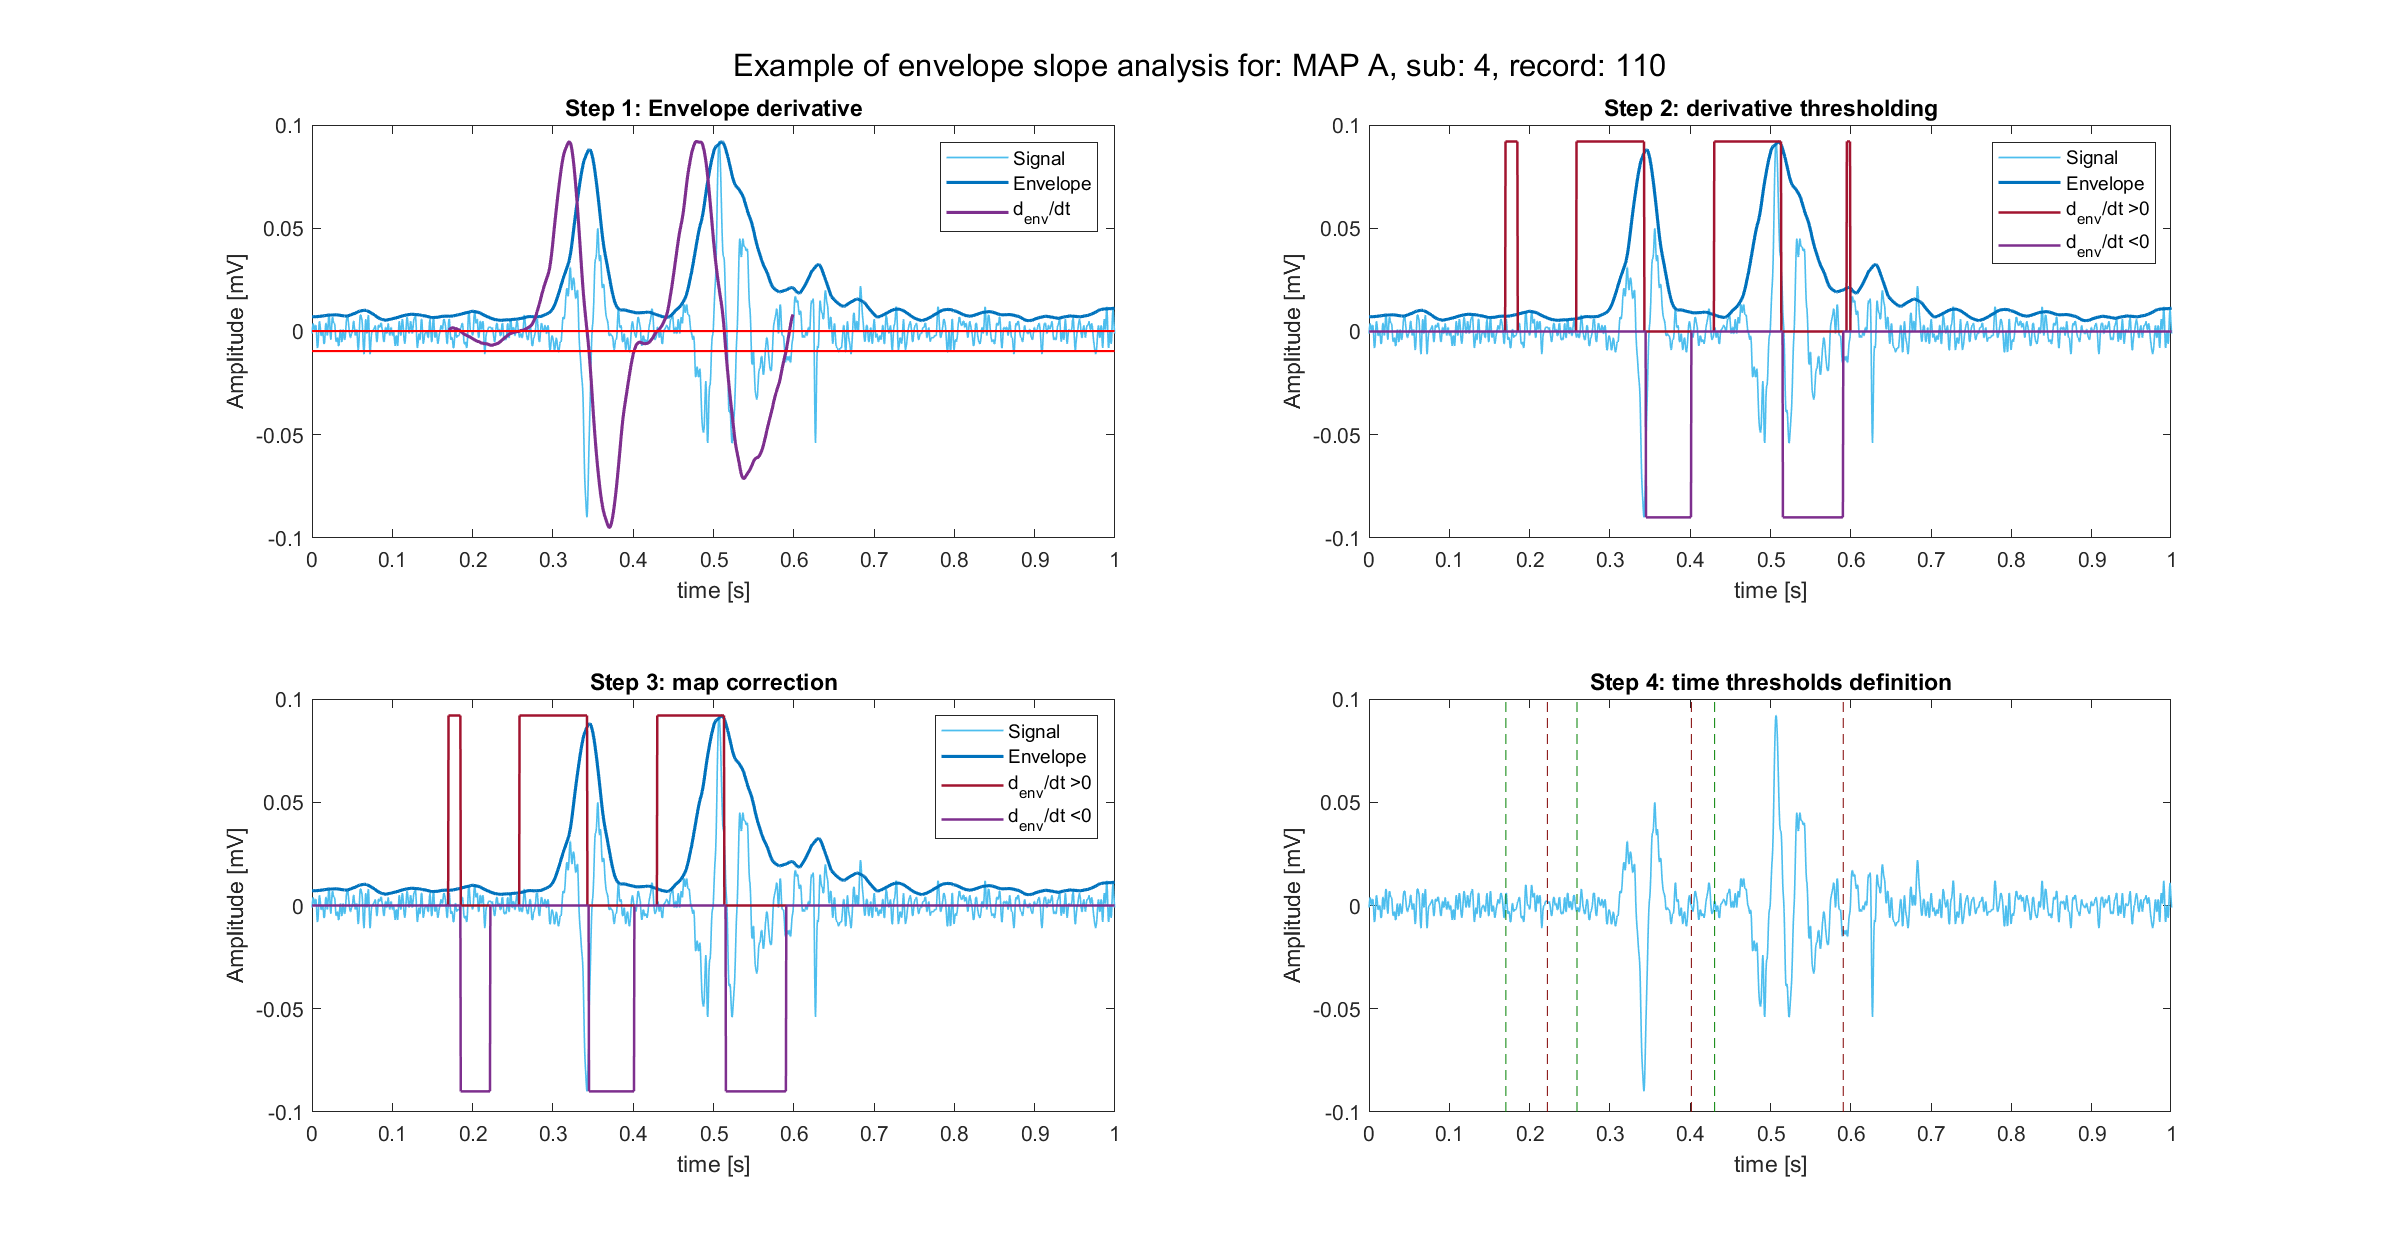 Example of envelope slope analysis for: MAP A, sub: 4, record: 110
Step 1: Envelope derivative
0.1
0.05
0
-0.05
-0.1
Amplitude [mV]
0 0.1 0.2 0.3 0.4 0.5 0.6 0.7 0.8 0.9 1
time [s]
Signal
Envelope
denv/dt
Step 2: derivative thresholding
0.1
0.05
0
-0.05
-0.1
Amplitude [mV]
0 0.1 0.2 0.3 0.4 0.5 0.6 0.7 0.8 0.9 1
time [s]
Signal
Envelope
denv/dt >0
denv/dt <0
Step 3: map correction
0.1
0.05
0
-0.05
-0.1
Amplitude [mV]
0 0.1 0.2 0.3 0.4 0.5 0.6 0.7 0.8 0.9 1
time [s]
Signal
Envelope
denv/dt >0
denv/dt <0
Step 4: time thresholds definition
0.1
0.05
0
-0.05
-0.1
Amplitude [mV]
0 0.1 0.2 0.3 0.4 0.5 0.6 0.7 0.8 0.9 1
time [s]